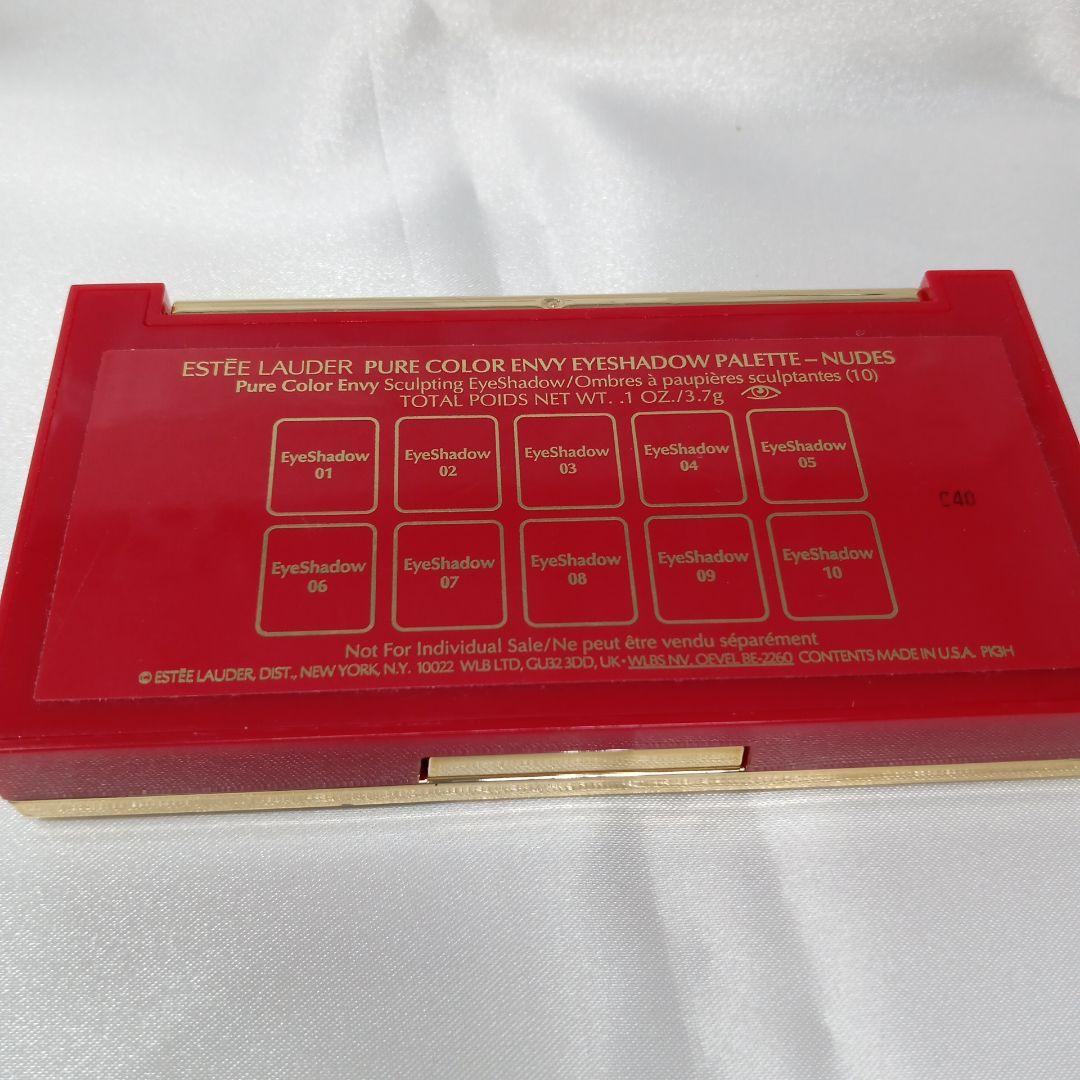 ESTĒE LAUDER PURE COLOR ENVY EYESHADOW PALETTE – NUDES
Pure Color Envy Sculpting EyeShadow/Ombres à paupières sculptantes (10)
TOTAL POIDS NET WT. .1 OZ./3.7g
EyeShadow 01
EyeShadow 02
EyeShadow 03
EyeShadow 04
EyeShadow 05
C40
EyeShadow 06
EyeShadow 07
EyeShadow 08
EyeShadow 09
EyeShadow 10
Not For Individual Sale/Ne peut être vendu séparément
© ESTĒE LAUDER, DIST., NEW YORK, N.Y. 10022 WLB LTD, GU32 3DD, UK • WLBS NV, OEVEL BE-2260 CONTENTS MADE IN U.S.A. PK3H